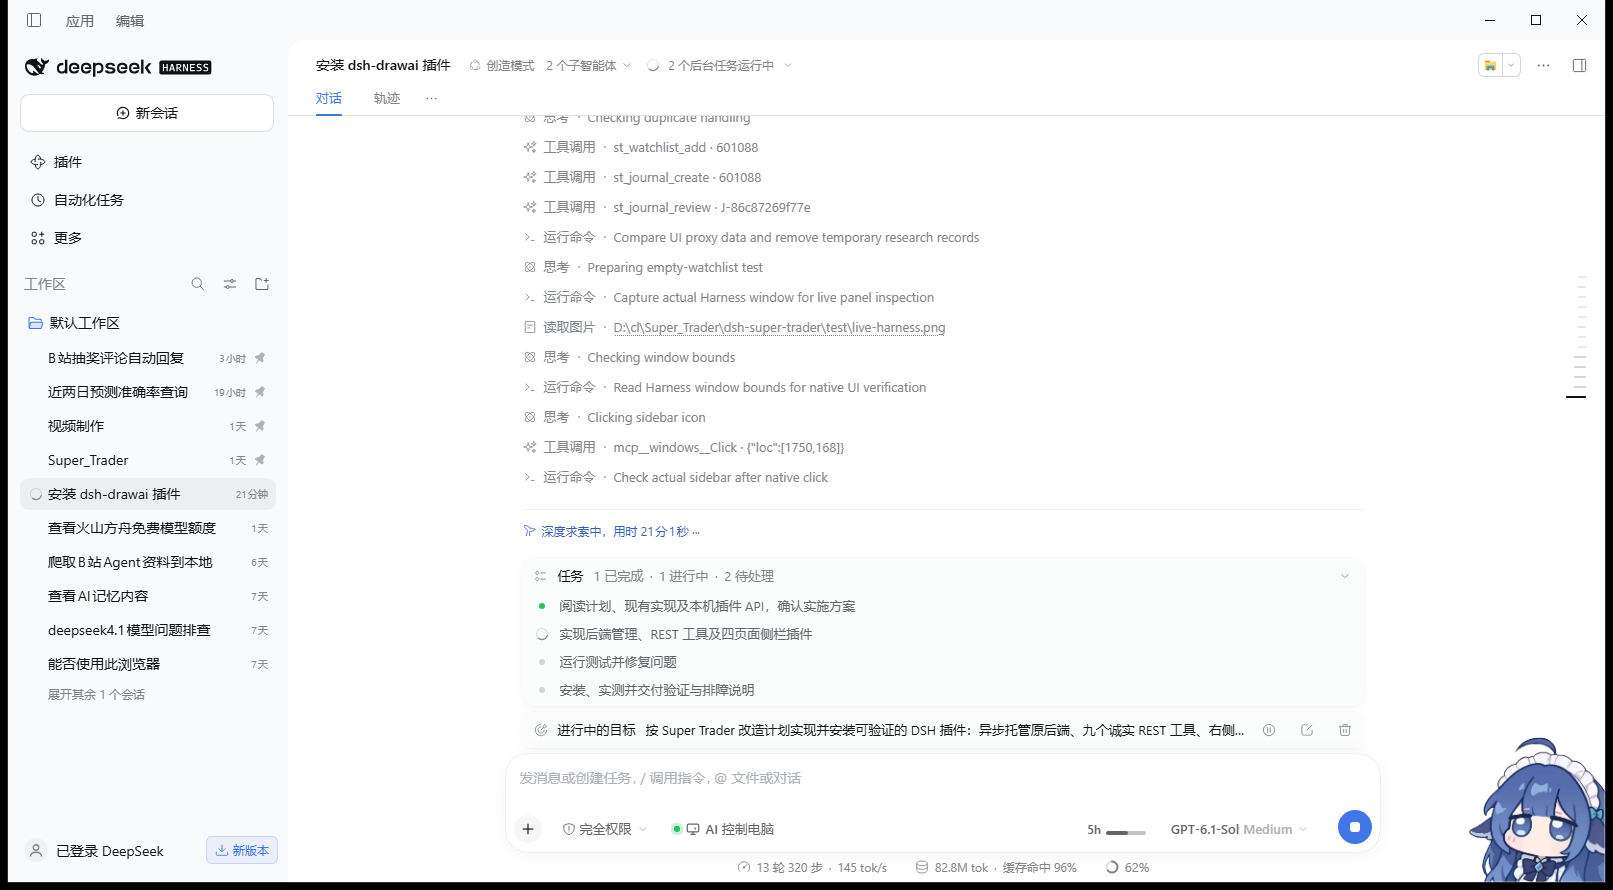 应用 编辑
deepseek HARNESS
新会话
插件
自动化任务
更多
工作区
默认工作区
B站抽奖评论自动回复 3小时
近两日预测准确率查询 19小时
视频制作 1天
Super_Trader 1天
安装 dsh-drawai 插件 21分钟
查看火山方舟免费模型额度 1天
爬取B站Agent资料到本地 6天
查看AI记忆内容 7天
deepseek4.1模型问题排查 7天
能否使用此浏览器 7天
展开其余 1 个会话
已登录 DeepSeek 新版本
安装 dsh-drawai 插件 创造模式 2 个子智能体 2 个后台任务运行中
对话 轨迹 ···
思考 · Checking duplicate handling
工具调用 · st_watchlist_add · 601088
工具调用 · st_journal_create · 601088
工具调用 · st_journal_review · J-86c87269f77e
运行命令 · Compare UI proxy data and remove temporary research records
思考 · Preparing empty-watchlist test
运行命令 · Capture actual Harness window for live panel inspection
读取图片 · D:\cl\Super_Trader\dsh-super-trader\test\live-harness.png
思考 · Checking window bounds
运行命令 · Read Harness window bounds for native UI verification
思考 · Clicking sidebar icon
工具调用 · mcp__windows__Click · {"loc":[1750,168]}
运行命令 · Check actual sidebar after native click
深度求索中，用时 21分1秒 ···
任务 1 已完成 · 1 进行中 · 2 待处理
阅读计划、现有实现及本机插件 API，确认实施方案
实现后端管理、REST 工具及四页面侧栏插件
运行测试并修复问题
安装、实测并交付验证与排障说明
进行中的目标 按 Super Trader 改造计划实现并安装可验证的 DSH 插件：异步托管原后端、九个诚实 REST 工具、右侧...
发消息或创建任务, / 调用指令, @ 文件或对话
完全权限 AI 控制电脑 5h GPT-6.1-Sol Medium
13 轮 320 步 · 145 tok/s 82.8M tok · 缓存命中 96% 62%